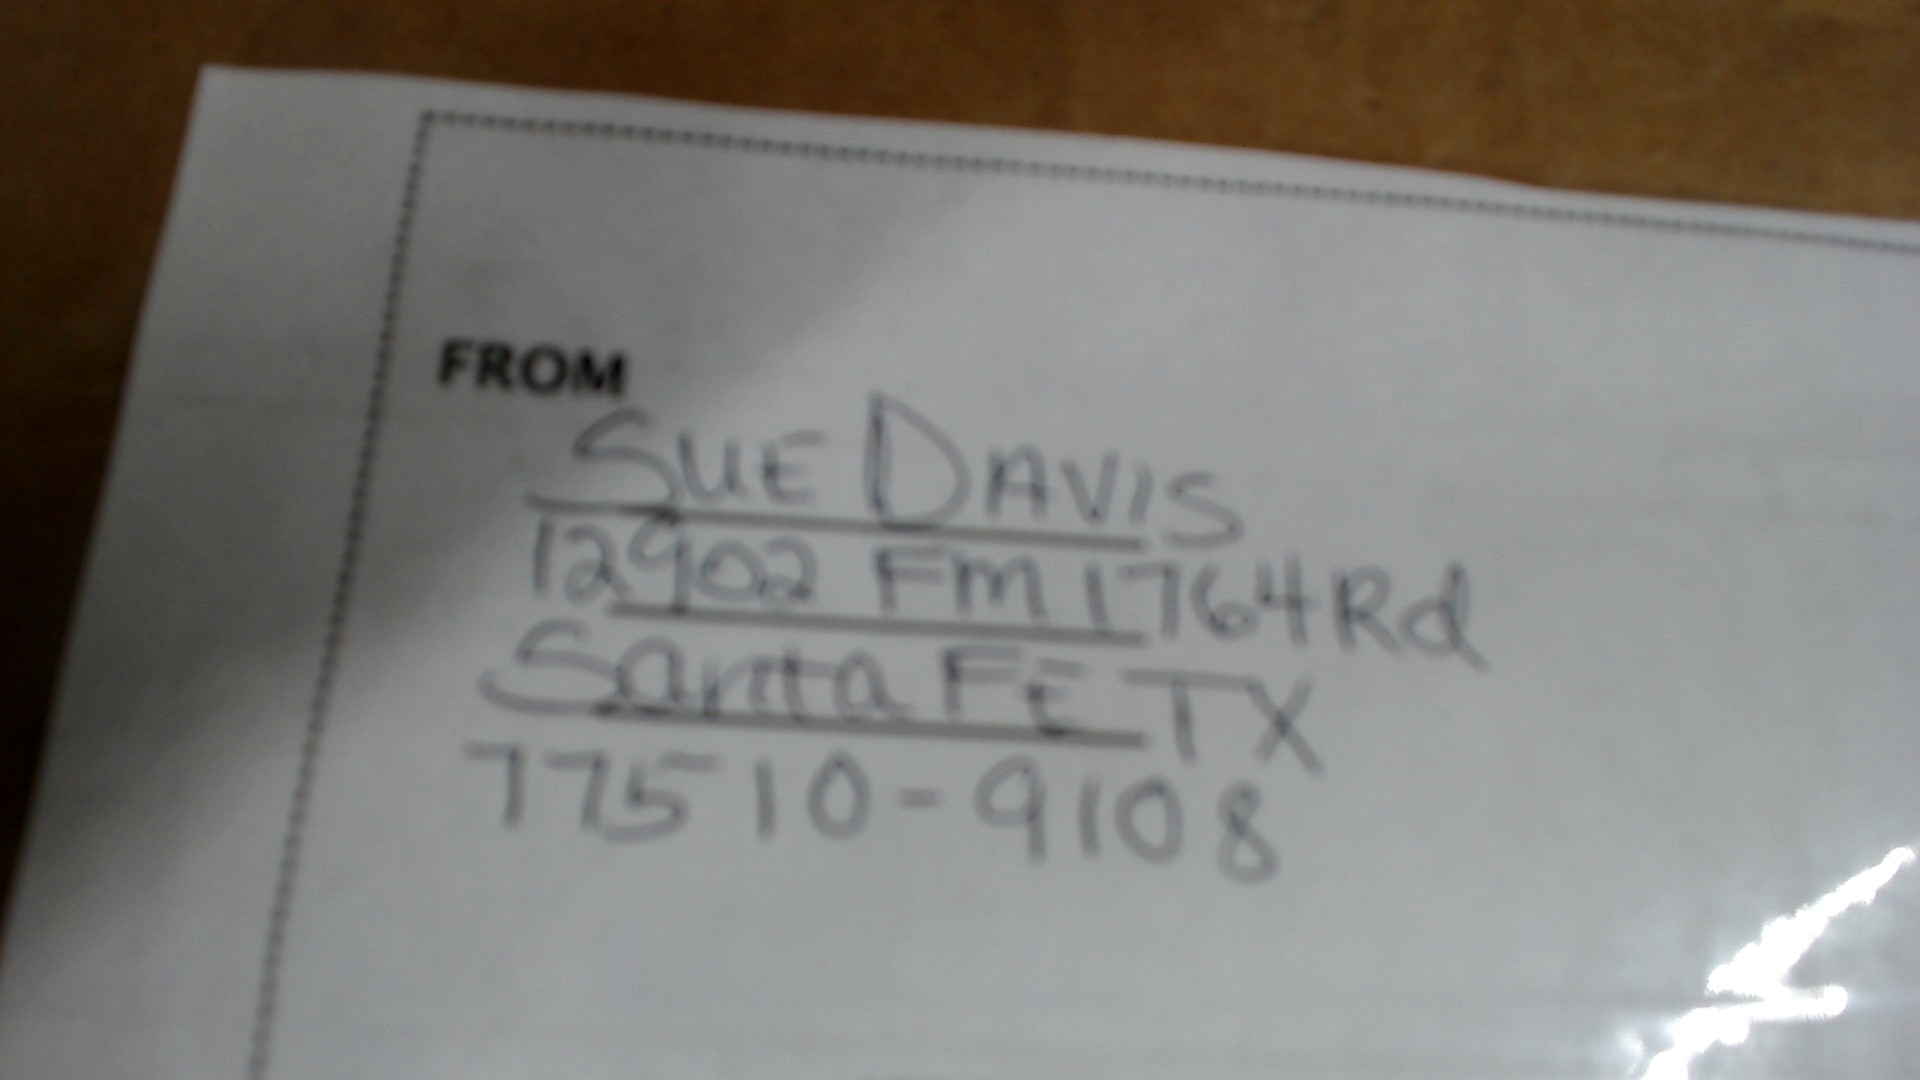 FROM
SUE DAVIS
12902 Fm 1764 Rd
Santa FE TX
77510-9108